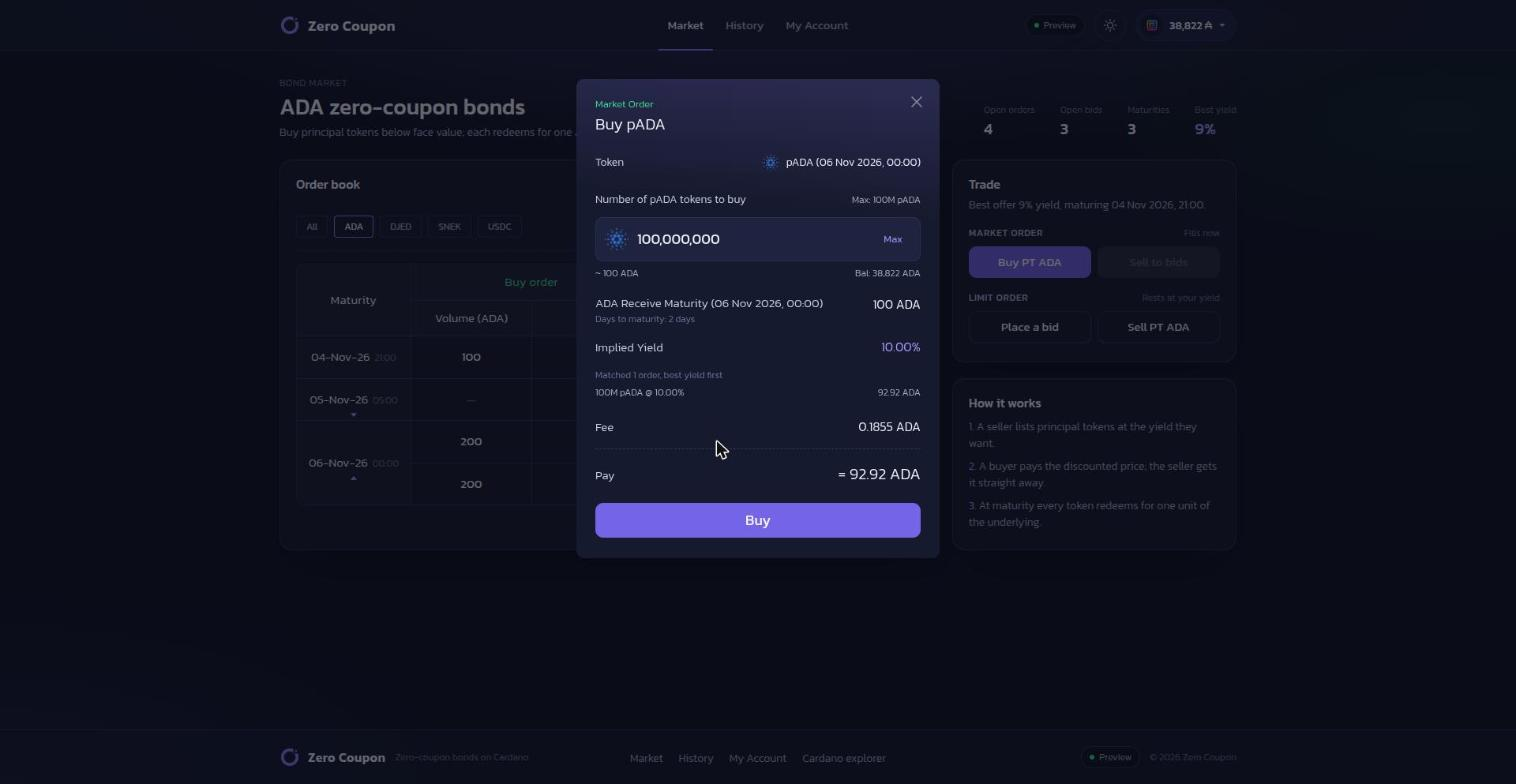 Zero Coupon
Market
History
My Account
Preview
38,822 ₳
BOND MARKET
ADA zero-coupon bonds
Buy principal tokens below face value; each redeems for one
Open orders
4
Open bids
3
Maturities
3
Best yield
9%
Order book
All
ADA
DJED
SNEK
USDC
Maturity
Buy order
Volume (ADA)
04-Nov-26 21:00
100
05-Nov-26 05:00
—
06-Nov-26 00:00
200
200
Market Order
Buy pADA
Token
pADA (06 Nov 2026, 00:00)
Number of pADA tokens to buy
Max: 100M pADA
100,000,000
Max
~ 100 ADA
Bal: 38,822 ADA
ADA Receive Maturity (06 Nov 2026, 00:00)
100 ADA
Days to maturity: 2 days
Implied Yield
10.00%
Matched 1 order, best yield first
100M pADA @ 10.00%
92.92 ADA
Fee
0.1855 ADA
Pay
= 92.92 ADA
Buy
Trade
Best offer 9% yield, maturing 04 Nov 2026, 21:00.
MARKET ORDER
Fills now
Buy PT ADA
Sell to bids
LIMIT ORDER
Rests at your yield
Place a bid
Sell PT ADA
How it works
1. A seller lists principal tokens at the yield they
want.
2. A buyer pays the discounted price; the seller gets
it straight away.
3. At maturity every token redeems for one unit of
the underlying.
Zero Coupon
Zero-coupon bonds on Cardano
Market
History
My Account
Cardano explorer
Preview
© 2026 Zero Coupon